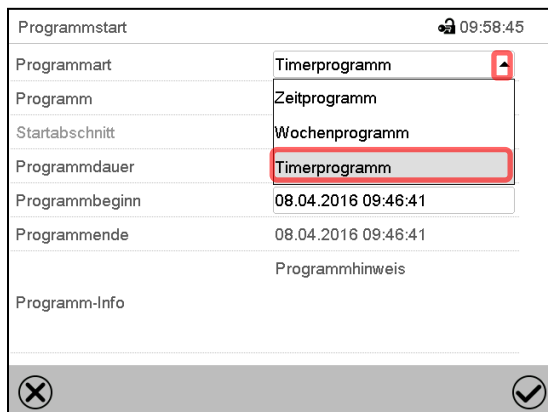 Programmstart 09:58:45
Programmart Timerprogramm
Programm Zeitprogramm
Startabschnitt Wochenprogramm
Programmdauer Timerprogramm
Programmbeginn 08.04.2016 09:46:41
Programmende 08.04.2016 09:46:41
Programmhinweis
Programm-Info